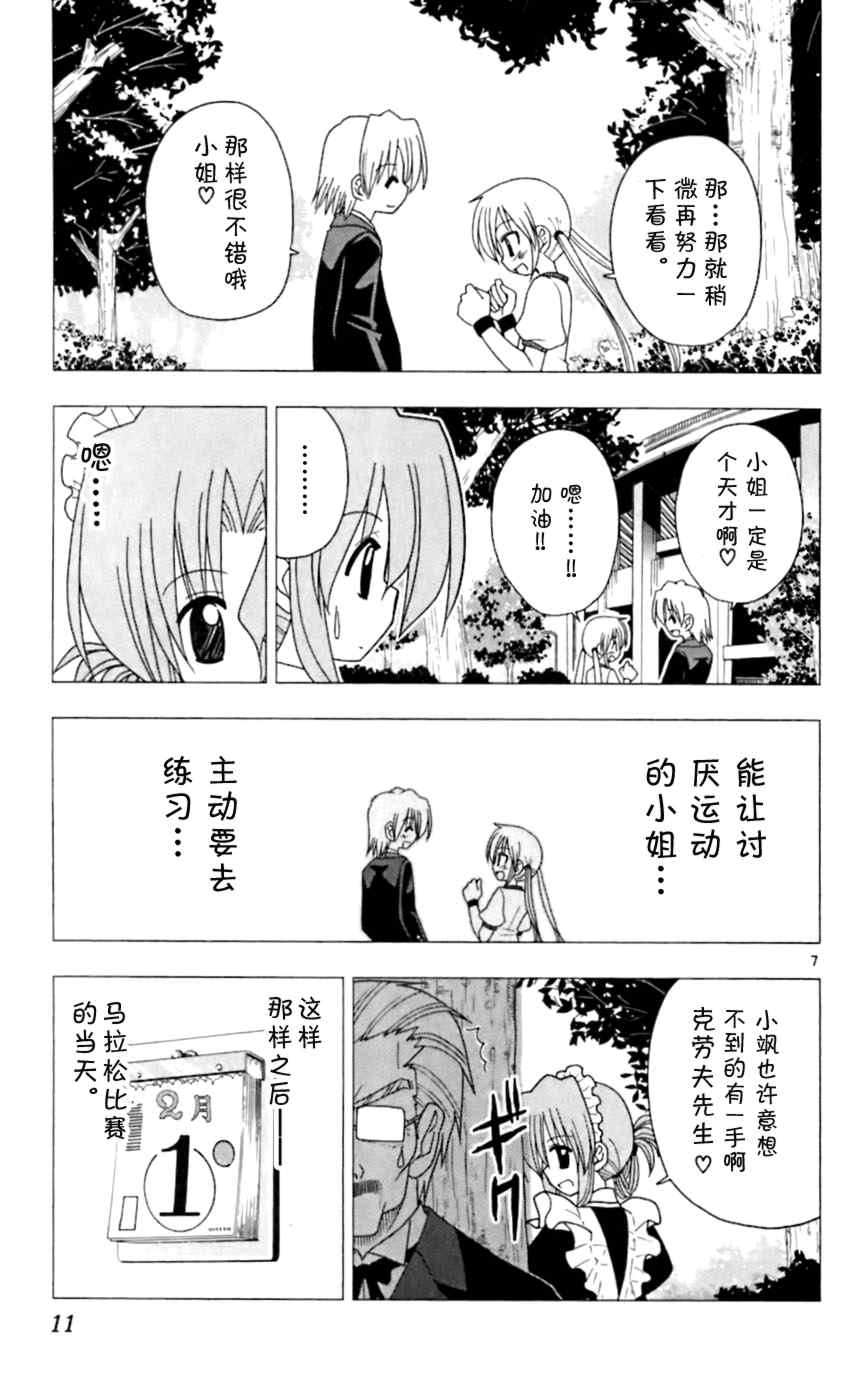 那…那就稍
微再努力一
下看看。
那样很不错哦
小姐♡
小姐一定是
个天才啊♡
嗯……!!
加油!!
………
嗯……
能让讨
厌运动
的小姐…
主动要去
练习…
7
小飒也许意想
不到的有一手啊
克劳夫先生♡
ギク
这样
那样之后——
马拉松比赛
的当天。
2月
1
11